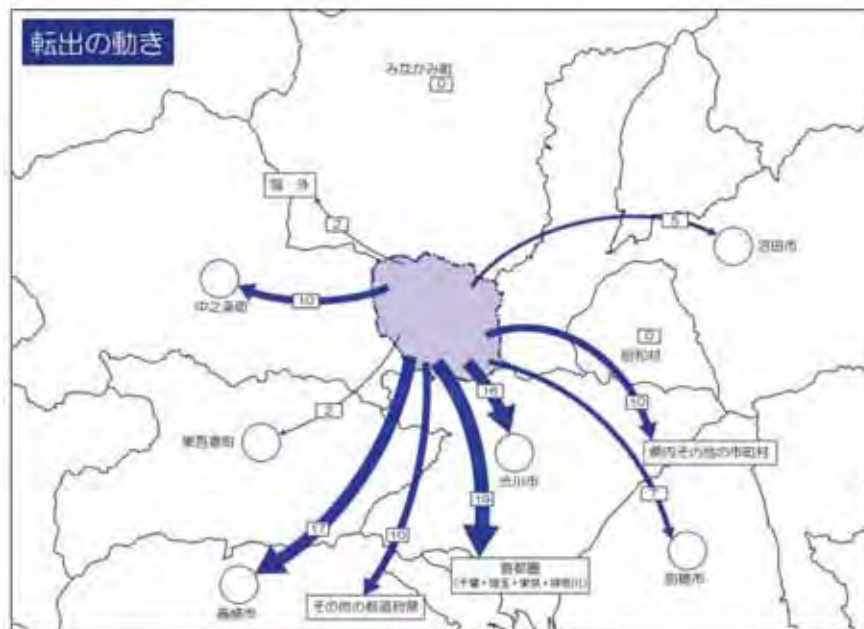 転出の動き
みなかみ町
0
国外
2
5
沼田市
中之条町
10
0
昭和村
2
東吾妻町
16
10
県内その他の市町村
渋川市
19
7
17
10
首都圏
(千葉・埼玉・東京・神奈川)
前橋市
高崎市
その他の都道府県